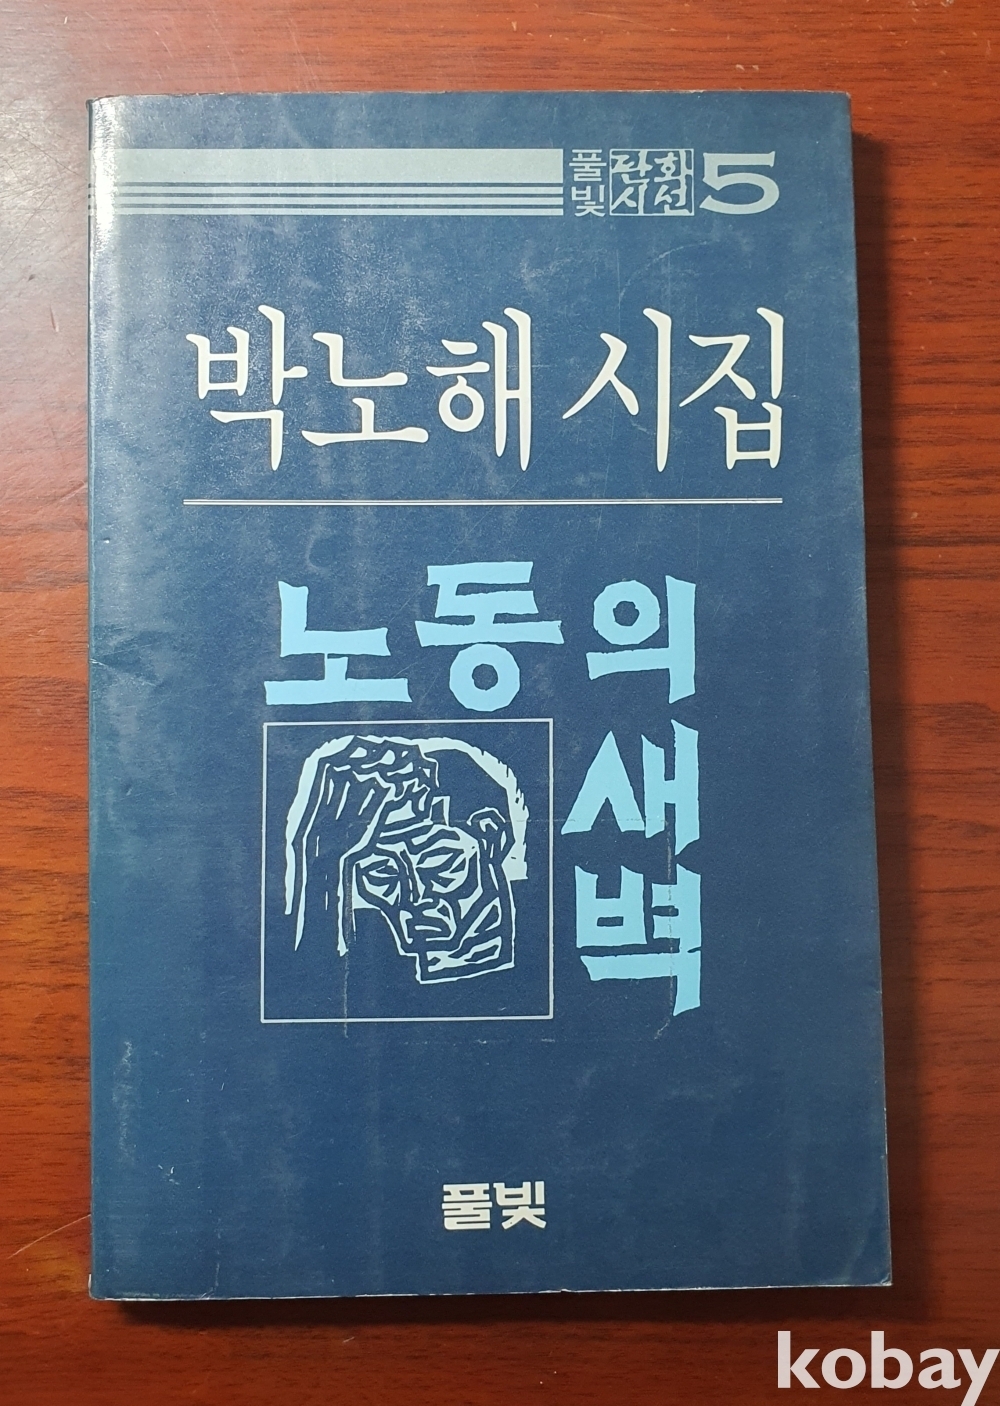 풀빛 판화시선 5
박노해 시집
노동의
새벽
풀빛
kobay